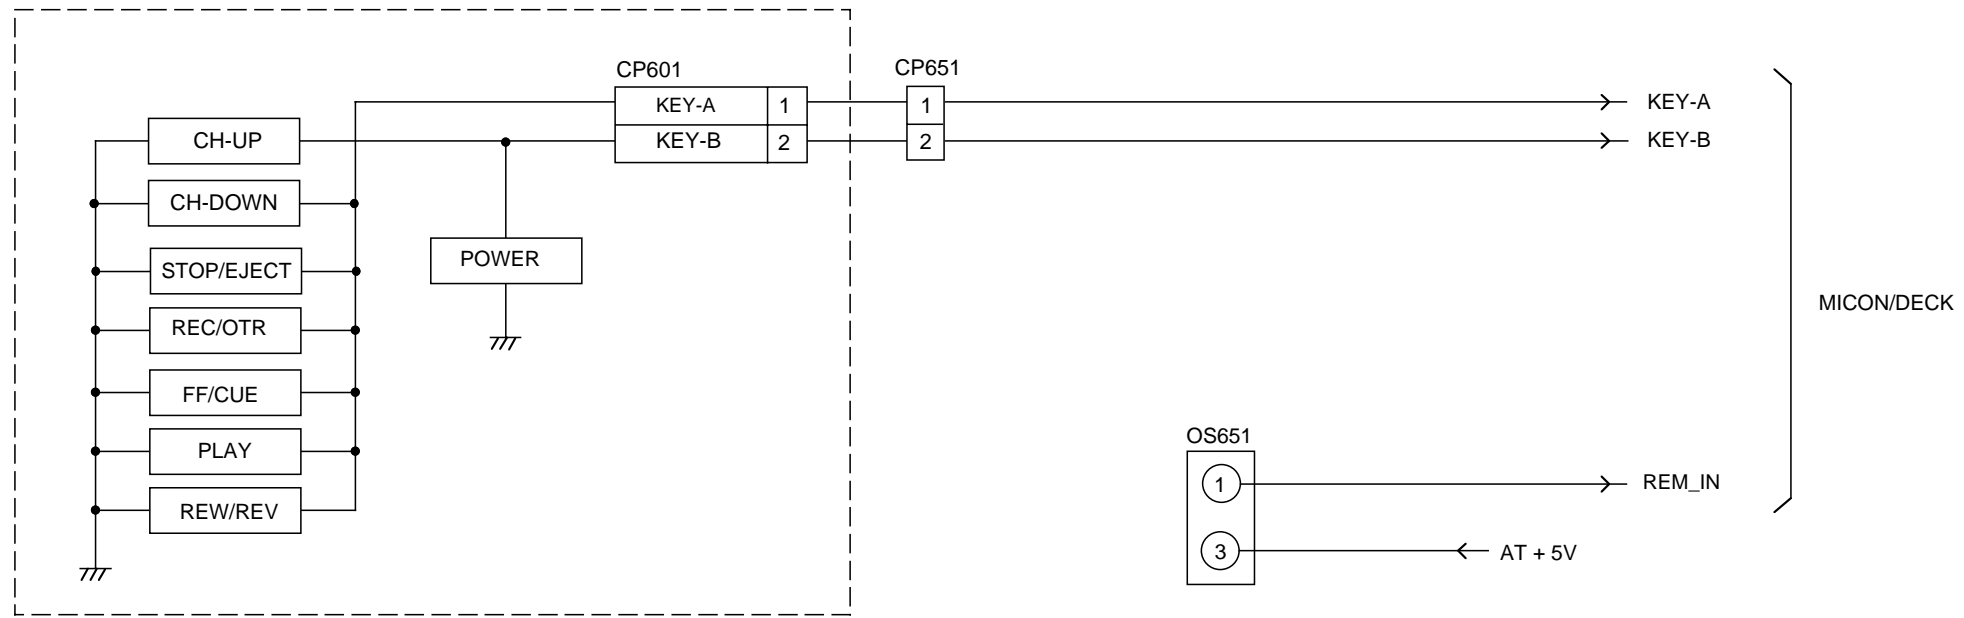 CP601
CP651
KEY-A 1
1
KEY-A
CH-UP
KEY-B 2
2
KEY-B
CH-DOWN
STOP/EJECT
POWER
REC/OTR
MICON/DECK
FF/CUE
PLAY
OS651
1
REM_IN
REW/REV
3
AT + 5V